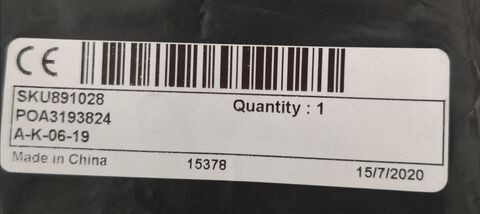 CE
SKU891028 Quantity : 1
POA3193824
A-K-06-19
Made in China 15378 15/7/2020